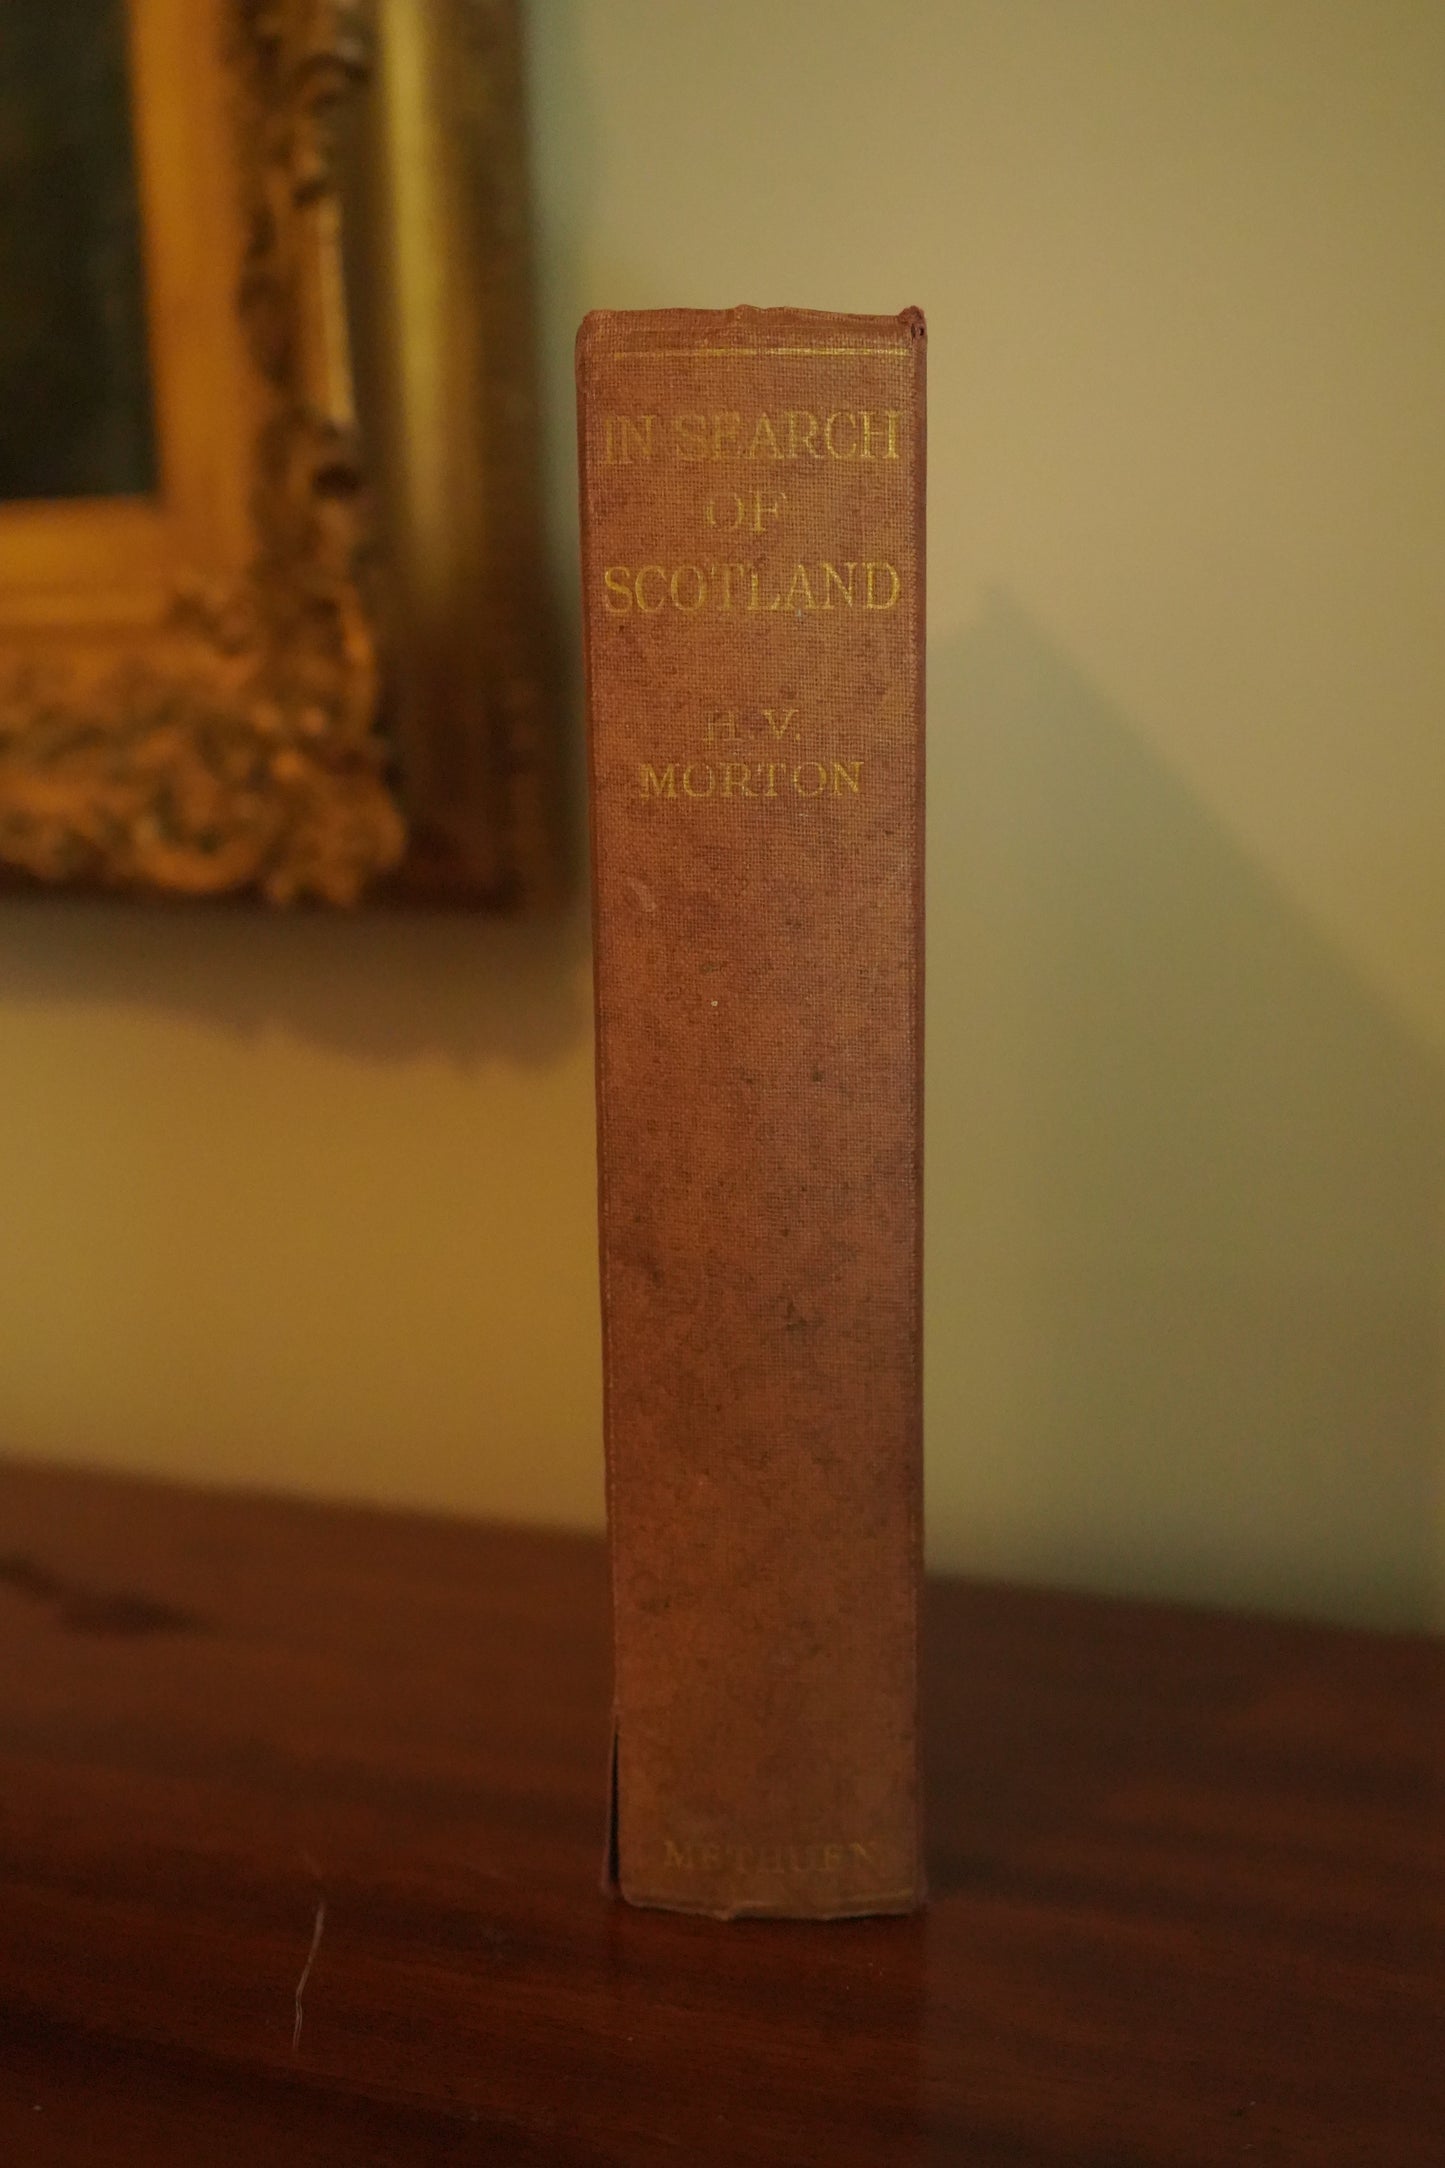 IN SEARCH
OF
SCOTLAND
H. V.
MORTON
METHUEN